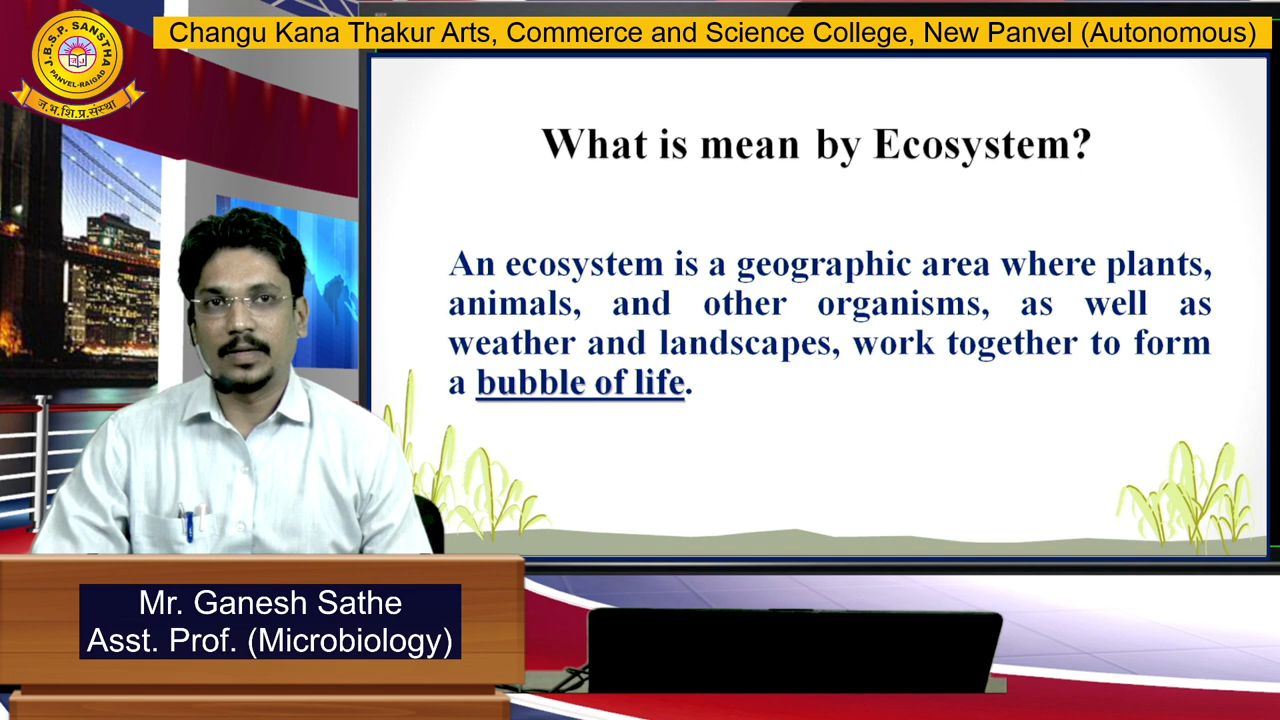 J.B.S.P. SANSTHA
PANVEL-RAIGAD
ज.भ.शि.प्र.संस्था
Changu Kana Thakur Arts, Commerce and Science College, New Panvel (Autonomous)
What is mean by Ecosystem?
An ecosystem is a geographic area where plants,
animals, and other organisms, as well as
weather and landscapes, work together to form
a bubble of life.
Mr. Ganesh Sathe
Asst. Prof. (Microbiology)